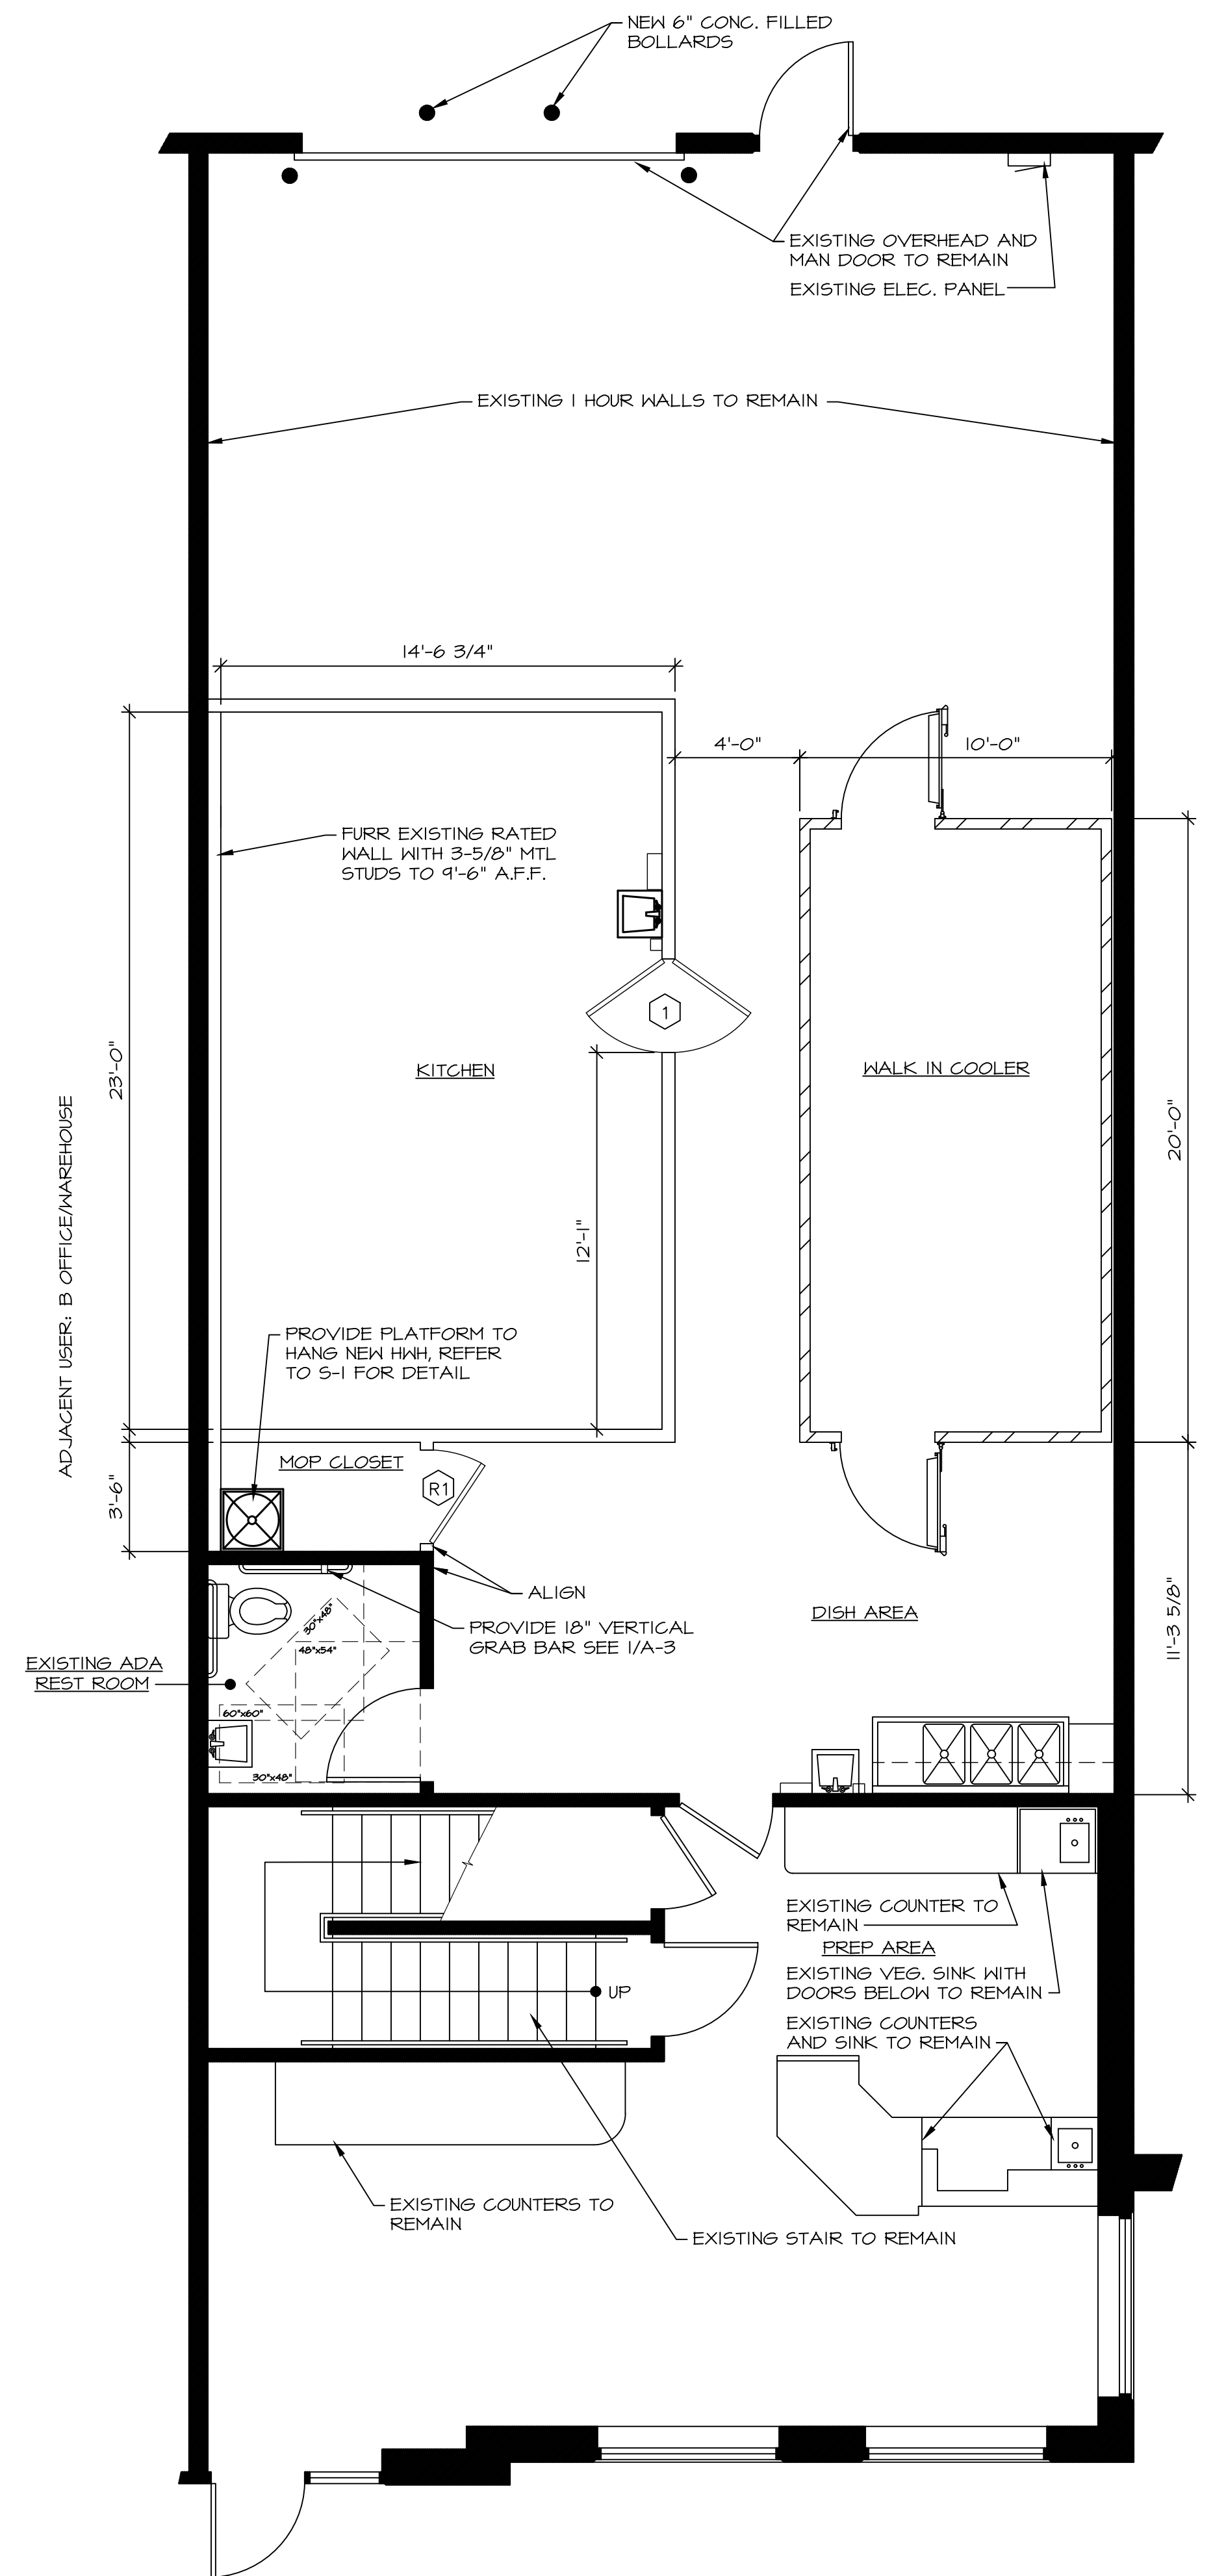 NEW 6" CONC. FILLED
BOLLARDS
EXISTING OVERHEAD AND
MAN DOOR TO REMAIN
EXISTING ELEC. PANEL
EXISTING 1 HOUR WALLS TO REMAIN
14'-6 3/4"
4'-0"
10'-0"
FURR EXISTING RATED
WALL WITH 3-5/8" MTL
STUDS TO 9'-6" A.F.F.
1
KITCHEN
WALK IN COOLER
23'-0"
20'-0"
ADJACENT USER: B OFFICE/WAREHOUSE
12'-1"
PROVIDE PLATFORM TO
HANG NEW HWH, REFER
TO S-1 FOR DETAIL
MOP CLOSET
R1
3'-6"
ALIGN
DISH AREA
11'-3 5/8"
PROVIDE 18" VERTICAL
GRAB BAR SEE 1/A-3
30"x48"
48"x54"
EXISTING ADA
REST ROOM
60"x60"
30"x48"
EXISTING COUNTER TO
REMAIN
PREP AREA
EXISTING VEG. SINK WITH
DOORS BELOW TO REMAIN
UP
EXISTING COUNTERS
AND SINK TO REMAIN
EXISTING COUNTERS TO
REMAIN
EXISTING STAIR TO REMAIN